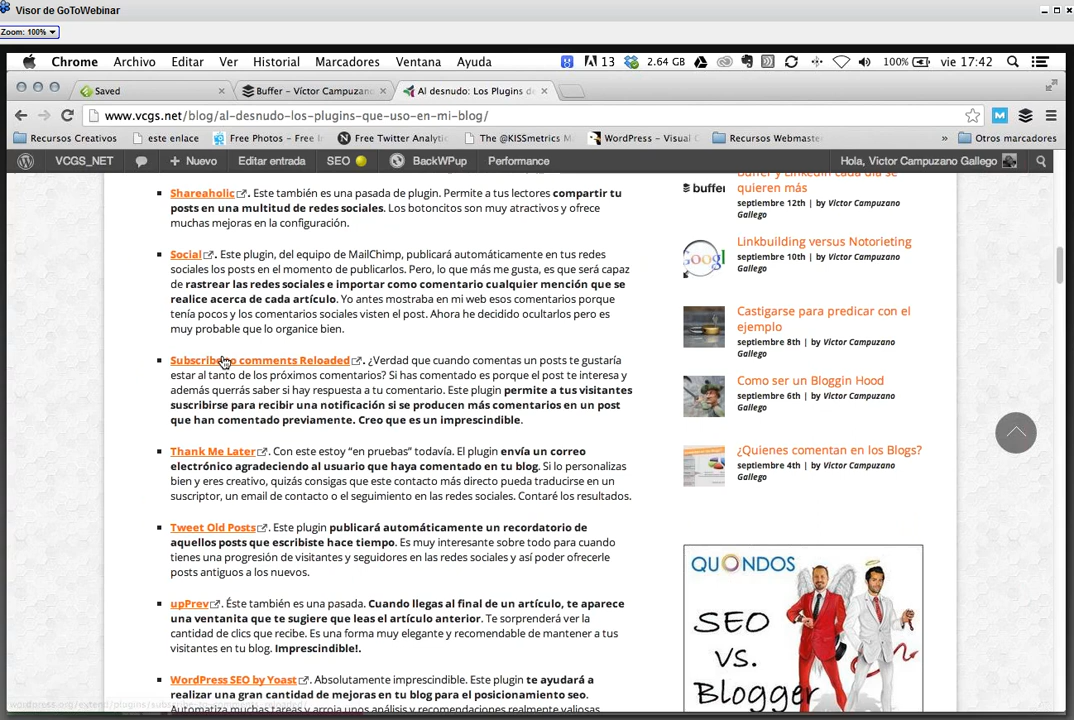 Visor de GoToWebinar
Zoom: 100%
Chrome Archivo Editar Ver Historial Marcadores Ventana Ayuda 13 2.64 GB 100% vie 17:42
Saved
Buffer – Víctor Campuzano
Al desnudo: Los Plugins de
www.vcgs.net/blog/al-desnudo-los-plugins-que-uso-en-mi-blog/
Recursos Creativos este enlace Free Photos – Free I Free Twitter Analytic The @KISSmetrics M WordPress – Visual C Recursos Webmaster » Otros marcadores
VCGS_NET + Nuevo Editar entrada SEO BackWPup Performance Hola, Victor Campuzano Gallego
Shareaholic. Este también es una pasada de plugin. Permite a tus lectores compartir tu
posts en una multitud de redes sociales. Los botoncitos son muy atractivos y ofrece
muchas mejoras en la configuración.
Social. Este plugin, del equipo de MailChimp, publicará automáticamente en tus redes
sociales los posts en el momento de publicarlos. Pero, lo que más me gusta, es que será capaz
de rastrear las redes sociales e importar como comentario cualquier mención que se
realice acerca de cada artículo. Yo antes mostraba en mi web esos comentarios porque
tenía pocos y los comentarios sociales visten el post. Ahora he decidido ocultarlos pero es
muy probable que lo organice bien.
Subscribe to comments Reloaded. ¿Verdad que cuando comentas un posts te gustaría
estar al tanto de los próximos comentarios? Si has comentado es porque el post te interesa y
además querrás saber si hay respuesta a tu comentario. Este plugin permite a tus visitantes
suscribirse para recibir una notificación si se producen más comentarios en un post
que han comentado previamente. Creo que es un imprescindible.
Thank Me Later. Con este estoy “en pruebas” todavía. El plugin envía un correo
electrónico agradeciendo al usuario que haya comentado en tu blog. Si lo personalizas
bien y eres creativo, quizás consigas que este contacto más directo pueda traducirse en un
suscriptor, un email de contacto o el seguimiento en las redes sociales. Contaré los resultados.
Tweet Old Posts. Este plugin publicará automáticamente un recordatorio de
aquellos posts que escribiste hace tiempo. Es muy interesante sobre todo para cuando
tienes una progresión de visitantes y seguidores en las redes sociales y así poder ofrecerle
posts antiguos a los nuevos.
upPrev. Éste también es una pasada. Cuando llegas al final de un artículo, te aparece
una ventanita que te sugiere que leas el artículo anterior. Te sorprenderá ver la
cantidad de clics que recibe. Es una forma muy elegante y recomendable de mantener a tus
visitantes en tu blog. Imprescindible!.
WordPress SEO by Yoast. Absolutamente imprescindible. Este plugin te ayudará a
realizar una gran cantidad de mejoras en tu blog para el posicionamiento seo.
Automatiza muchas tareas y arroja unos análisis y recomendaciones realmente valiosas
wordpress.org/extend/plugins/subscribe-to-comments-reloaded/
buffer
Buffer y Linkedin cada día se
quieren más
septiembre 12th | by Víctor Campuzano
Gallego
Googl
Linkbuilding versus Notorieting
septiembre 10th | by Víctor Campuzano
Gallego
Castigarse para predicar con el
ejemplo
septiembre 8th | by Víctor Campuzano
Gallego
Como ser un Bloggin Hood
septiembre 6th | by Víctor Campuzano
Gallego
¿Quienes comentan en los Blogs?
septiembre 4th | by Víctor Campuzano
Gallego
QUONDOS
SEO
VS.
Blogger